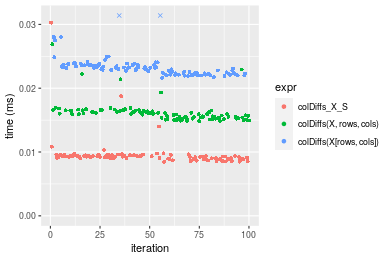 0.03
0.02
0.01
0.00
time (ms)
0
25
50
75
100
iteration
expr
colDiffs_X_S
colDiffs(X, rows, cols)
colDiffs(X[rows, cols])